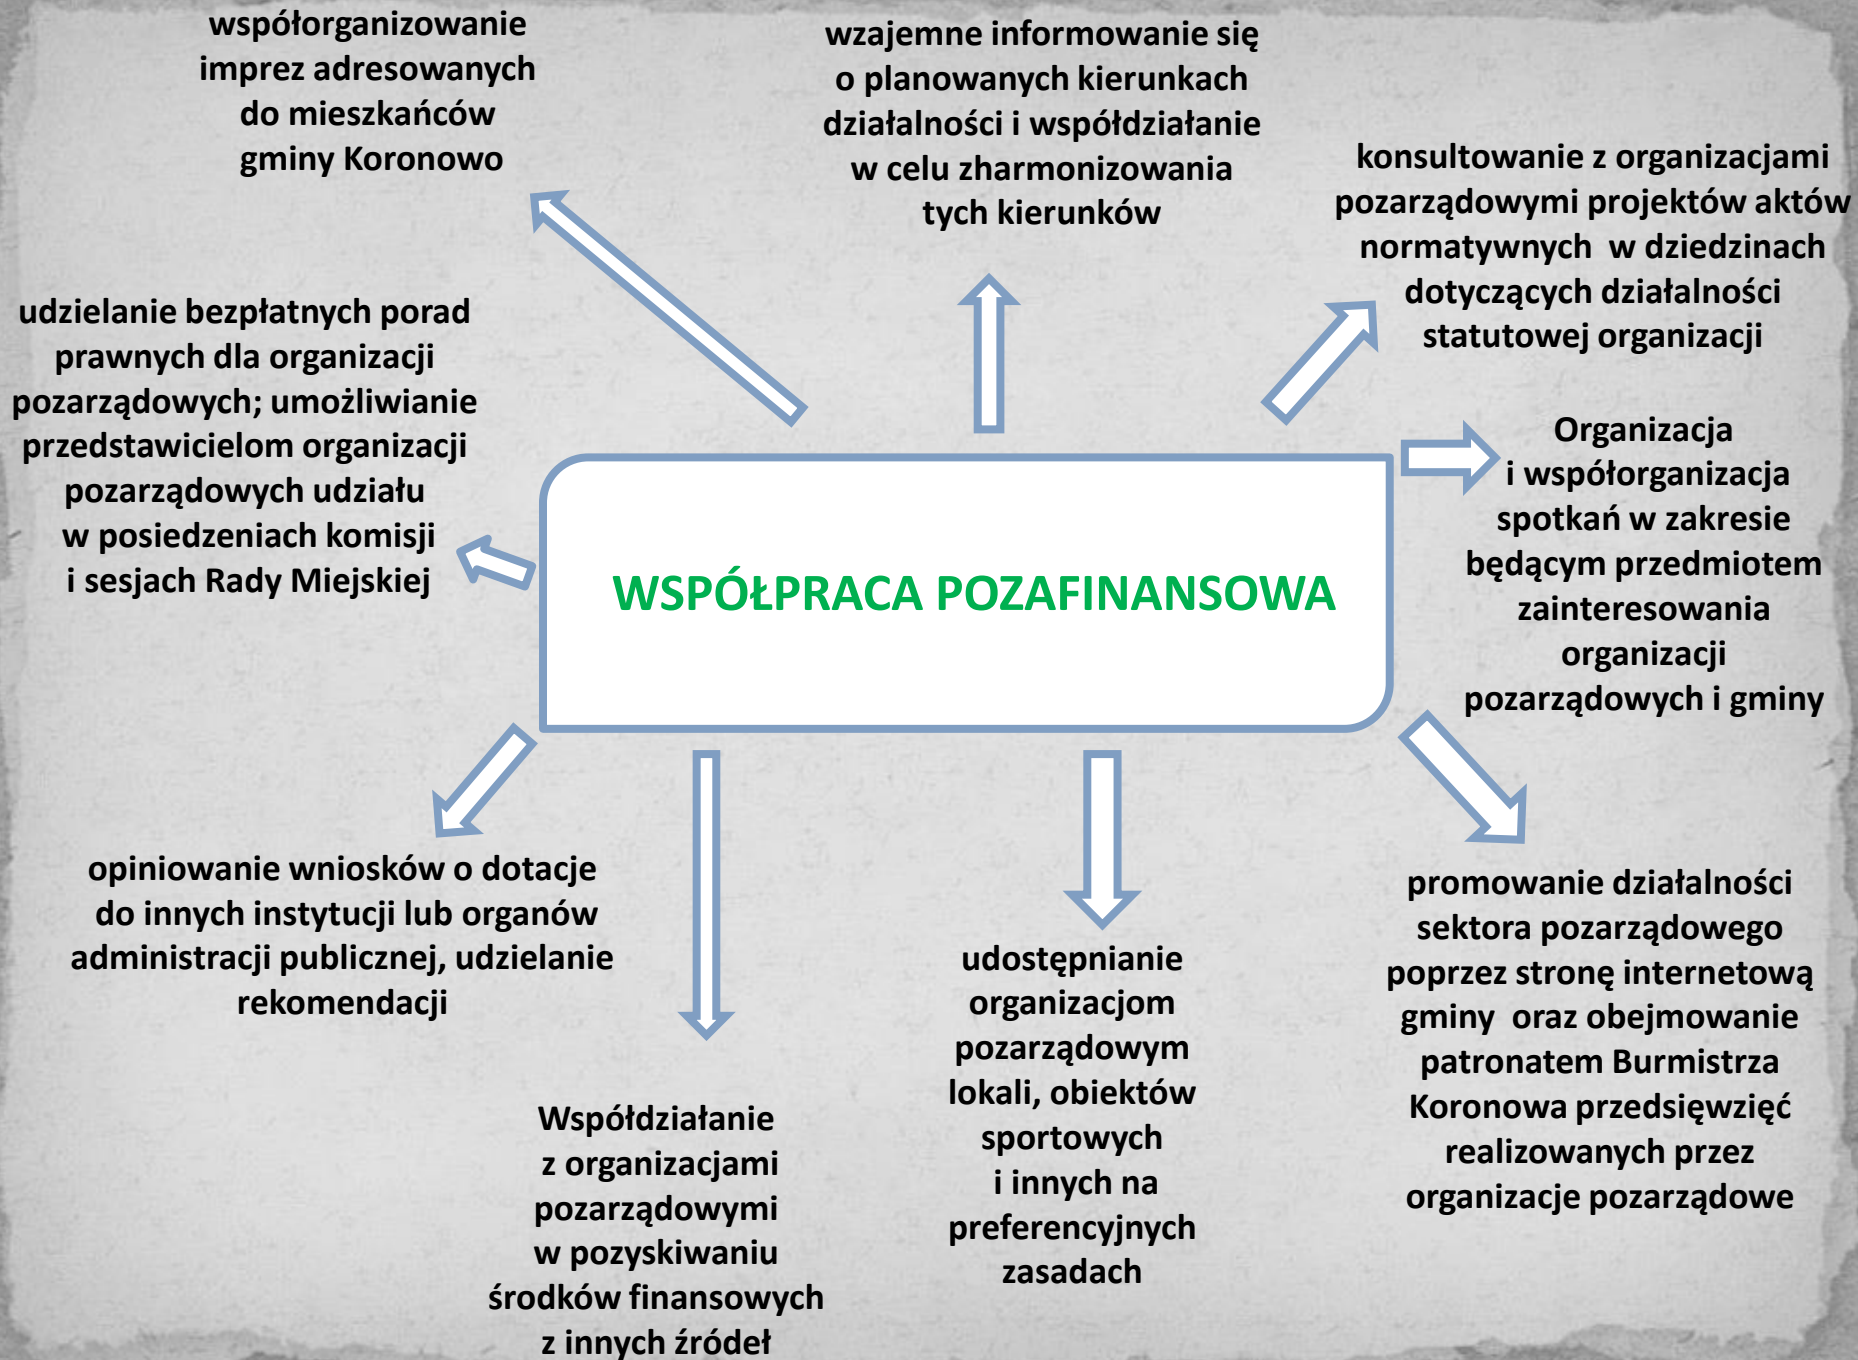 współorganizowanie
imprez adresowanych
do mieszkańców
gminy Koronowo
wzajemne informowanie się
o planowanych kierunkach
działalności i współdziałanie
w celu zharmonizowania
tych kierunków
konsultowanie z organizacjami
pozarządowymi projektów aktów
normatywnych w dziedzinach
dotyczących działalności
statutowej organizacji
udzielanie bezpłatnych porad
prawnych dla organizacji
pozarządowych; umożliwianie
przedstawicielom organizacji
pozarządowych udziału
w posiedzeniach komisji
i sesjach Rady Miejskiej
Organizacja
i współorganizacja
spotkań w zakresie
będącym przedmiotem
zainteresowania
organizacji
pozarządowych i gminy
WSPÓŁPRACA POZAFINANSOWA
opiniowanie wniosków o dotacje
do innych instytucji lub organów
administracji publicznej, udzielanie
rekomendacji
Współdziałanie
z organizacjami
pozarządowymi
w pozyskiwaniu
środków finansowych
z innych źródeł
udostępnianie
organizacjom
pozarządowym
lokali, obiektów
sportowych
i innych na
preferencyjnych
zasadach
promowanie działalności
sektora pozarządowego
poprzez stronę internetową
gminy oraz obejmowanie
patronatem Burmistrza
Koronowa przedsięwzięć
realizowanych przez
organizacje pozarządowe